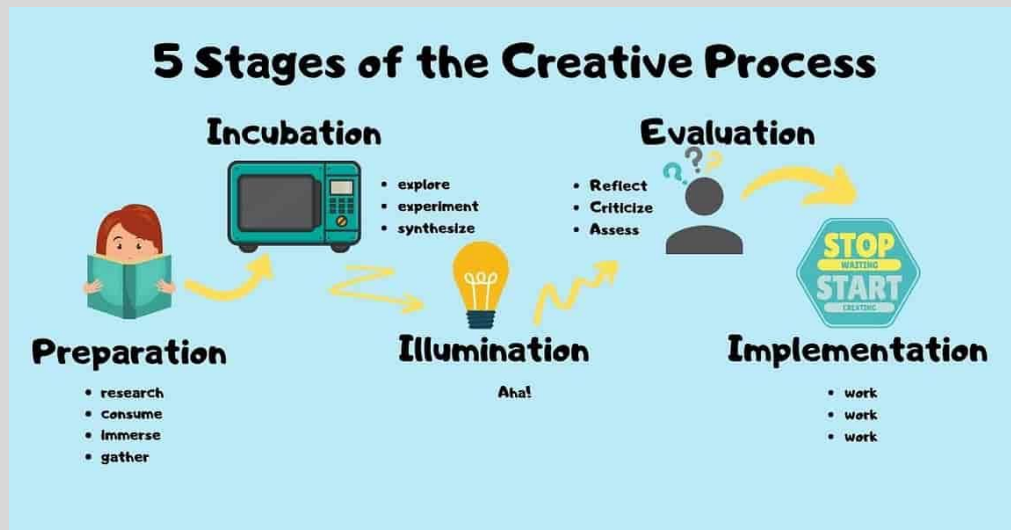 5 Stages of the Creative Process
Preparation
• research
• consume
• immerse
• gather
Incubation
• explore
• experiment
• synthesize
Illumination
Aha!
Evaluation
• Reflect
• Criticize
• Assess
???
STOP
WAITING
START
CREATING
Implementation
• work
• work
• work